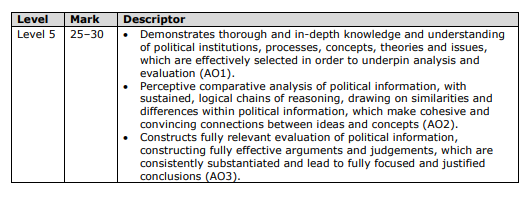 Level Mark Descriptor
Level 5 25–30 • Demonstrates thorough and in-depth knowledge and understanding
of political institutions, processes, concepts, theories and issues,
which are effectively selected in order to underpin analysis and
evaluation (AO1).
• Perceptive comparative analysis of political information, with
sustained, logical chains of reasoning, drawing on similarities and
differences within political information, which make cohesive and
convincing connections between ideas and concepts (AO2).
• Constructs fully relevant evaluation of political information,
constructing fully effective arguments and judgements, which are
consistently substantiated and lead to fully focused and justified
conclusions (AO3).